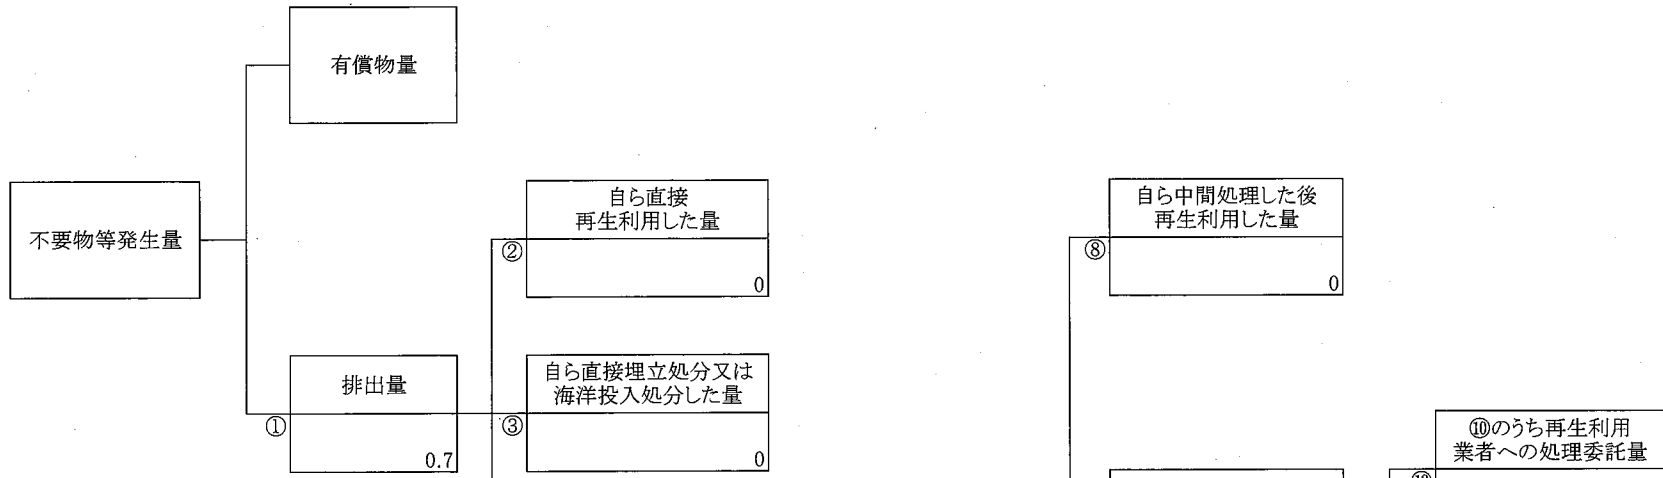 有償物量
不要物等発生量
自ら直接
再生利用した量
②
0
自ら中間処理した後
再生利用した量
⑧
0
排出量
①
0.7
自ら直接埋立処分又は
海洋投入処分した量
③
0
⑩のうち再生利用
業者への処理委託量